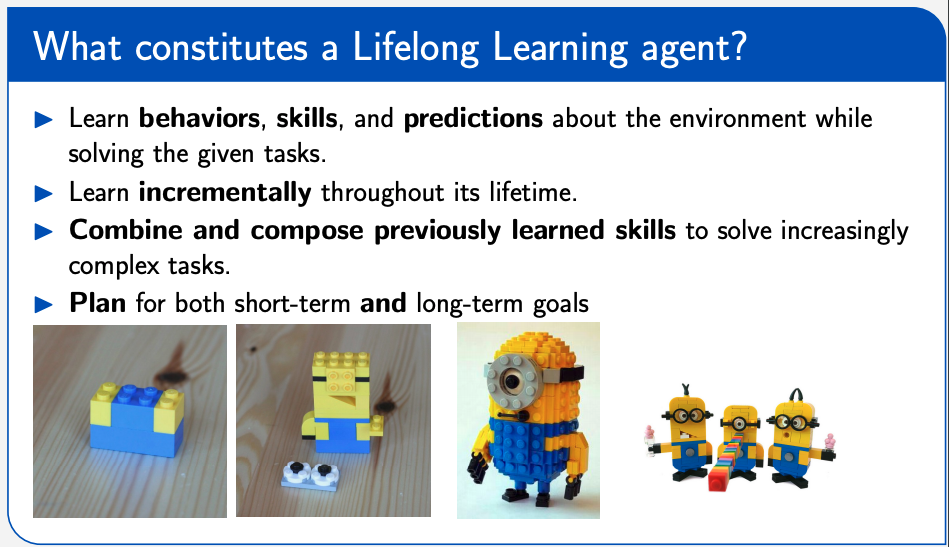 What constitutes a Lifelong Learning agent?
Learn behaviors, skills, and predictions about the environment while
solving the given tasks.
Learn incrementally throughout its lifetime.
Combine and compose previously learned skills to solve increasingly
complex tasks.
Plan for both short-term and long-term goals